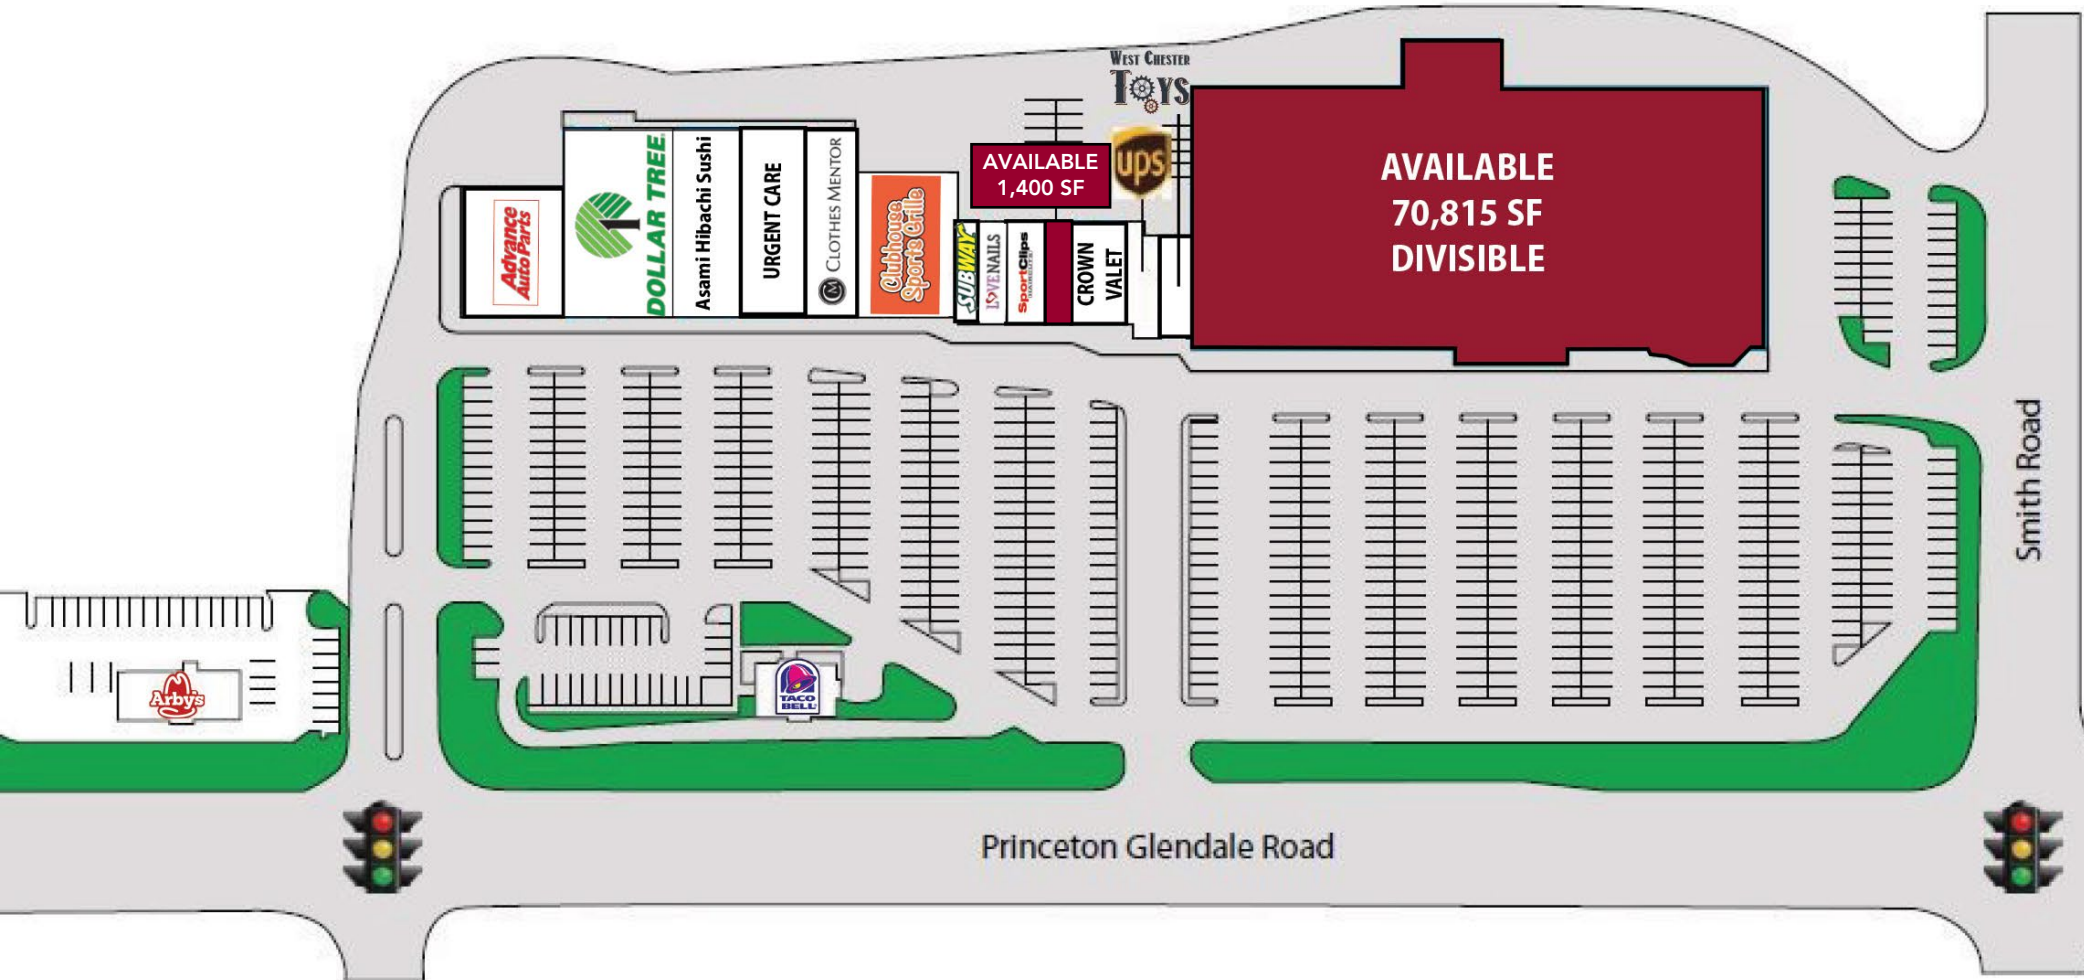 WEST CHESTER
TOYS
ups
AVAILABLE
1,400 SF
AVAILABLE
70,815 SF
DIVISIBLE
Advance
Auto Parts
DOLLAR TREE
Asami Hibachi Sushi
URGENT CARE
CM CLOTHES MENTOR
Clubhouse
Sports Grille
SUBWAY
LOVE NAILS
SportClips
CROWN
VALET
Smith Road
Arby's
TACO
BELL
Princeton Glendale Road